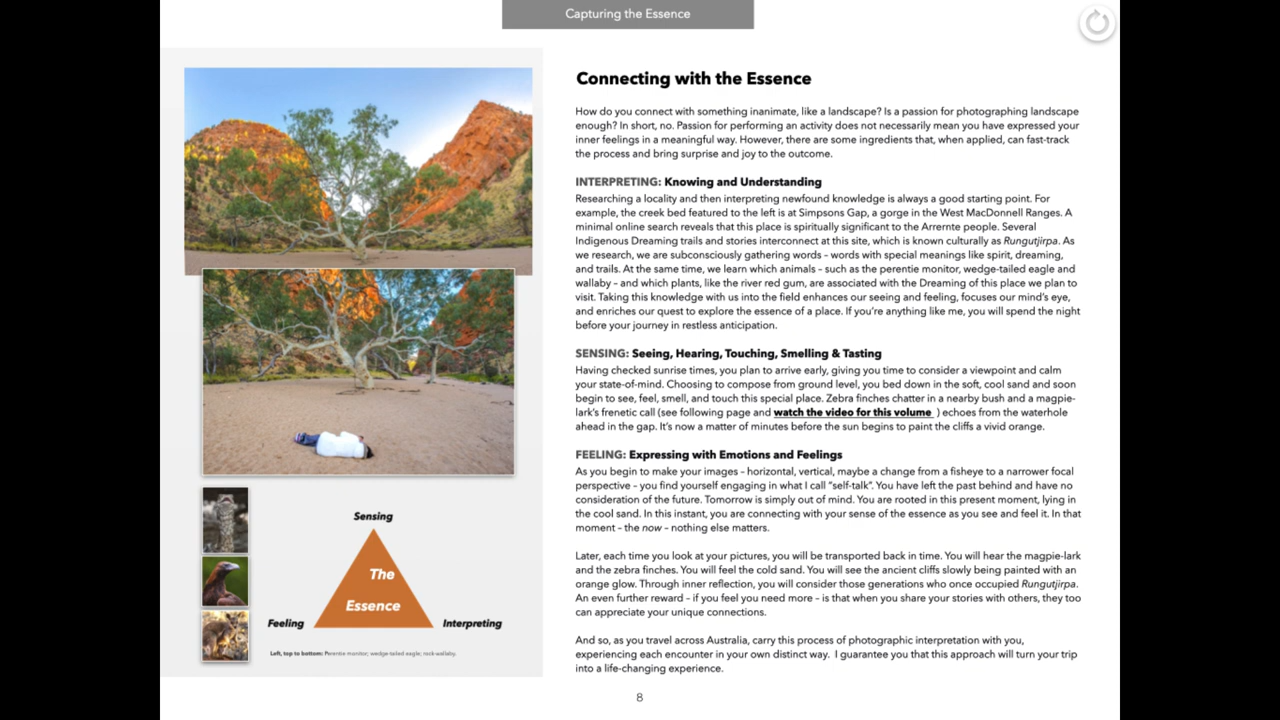 Capturing the Essence
Connecting with the Essence
How do you connect with something inanimate, like a landscape? Is a passion for photographing landscape
enough? In short, no. Passion for performing an activity does not necessarily mean you have expressed your
inner feelings in a meaningful way. However, there are some ingredients that, when applied, can fast-track
the process and bring surprise and joy to the outcome.
INTERPRETING: Knowing and Understanding
Researching a locality and then interpreting newfound knowledge is always a good starting point. For
example, the creek bed featured to the left is at Simpsons Gap, a gorge in the West MacDonnell Ranges. A
minimal online search reveals that this place is spiritually significant to the Arrernte people. Several
Indigenous Dreaming trails and stories interconnect at this site, which is known culturally as Rungutjirpa. As
we research, we are subconsciously gathering words – words with special meanings like spirit, dreaming,
and trails. At the same time, we learn which animals – such as the perentie monitor, wedge-tailed eagle and
wallaby – and which plants, like the river red gum, are associated with the Dreaming of this place we plan to
visit. Taking this knowledge with us into the field enhances our seeing and feeling, focuses our mind's eye,
and enriches our quest to explore the essence of a place. If you're anything like me, you will spend the night
before your journey in restless anticipation.
SENSING: Seeing, Hearing, Touching, Smelling & Tasting
Having checked sunrise times, you plan to arrive early, giving you time to consider a viewpoint and calm
your state-of-mind. Choosing to compose from ground level, you bed down in the soft, cool sand and soon
begin to see, feel, smell, and touch this special place. Zebra finches chatter in a nearby bush and a magpie-
lark's frenetic call (see following page and watch the video for this volume ) echoes from the waterhole
ahead in the gap. It's now a matter of minutes before the sun begins to paint the cliffs a vivid orange.
FEELING: Expressing with Emotions and Feelings
As you begin to make your images – horizontal, vertical, maybe a change from a fisheye to a narrower focal
perspective – you find yourself engaging in what I call "self-talk". You have left the past behind and have no
consideration of the future. Tomorrow is simply out of mind. You are rooted in this present moment, lying in
the cool sand. In this instant, you are connecting with your sense of the essence as you see and feel it. In that
moment – the now – nothing else matters.
Later, each time you look at your pictures, you will be transported back in time. You will hear the magpie-lark
and the zebra finches. You will feel the cold sand. You will see the ancient cliffs slowly being painted with an
orange glow. Through inner reflection, you will consider those generations who once occupied Rungutjirpa.
An even further reward – if you feel you need more – is that when you share your stories with others, they too
can appreciate your unique connections.
And so, as you travel across Australia, carry this process of photographic interpretation with you,
experiencing each encounter in your own distinct way. I guarantee you that this approach will turn your trip
into a life-changing experience.
Sensing
The
Essence
Feeling
Interpreting
Left, top to bottom: Perentie monitor; wedge-tailed eagle; rock-wallaby.
8